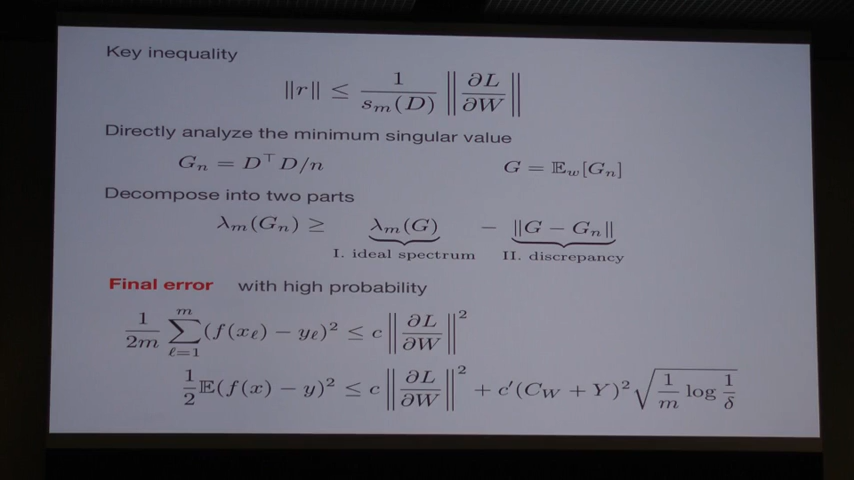 Key inequality
‖r‖ ≤ 1/s_m(D) ‖∂L/∂W‖
Directly analyze the minimum singular value
G_n = D^⊤ D/n    G = 𝔼_w[G_n]
Decompose into two parts
λ_m(G_n) ≥ λ_m(G) − ‖G − G_n‖
I. ideal spectrum    II. discrepancy
Final error with high probability
1/2m ∑_{ℓ=1}^{m} (f(x_ℓ) − y_ℓ)^2 ≤ c ‖∂L/∂W‖^2
1/2 𝔼(f(x) − y)^2 ≤ c ‖∂L/∂W‖^2 + c′(C_W + Y)^2 √(1/m log 1/δ)